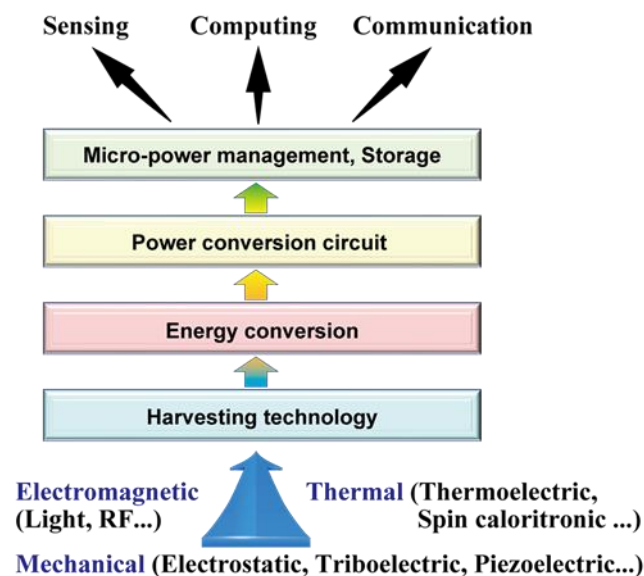 Sensing Computing Communication
Micro-power management, Storage
Power conversion circuit
Energy conversion
Harvesting technology
Electromagnetic
(Light, RF...)
Thermal (Thermoelectric,
Spin caloritronic ...)
Mechanical (Electrostatic, Triboelectric, Piezoelectric...)